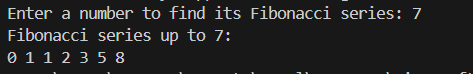 Enter a number to find its Fibonacci series: 7
Fibonacci series up to 7:
0 1 1 2 3 5 8